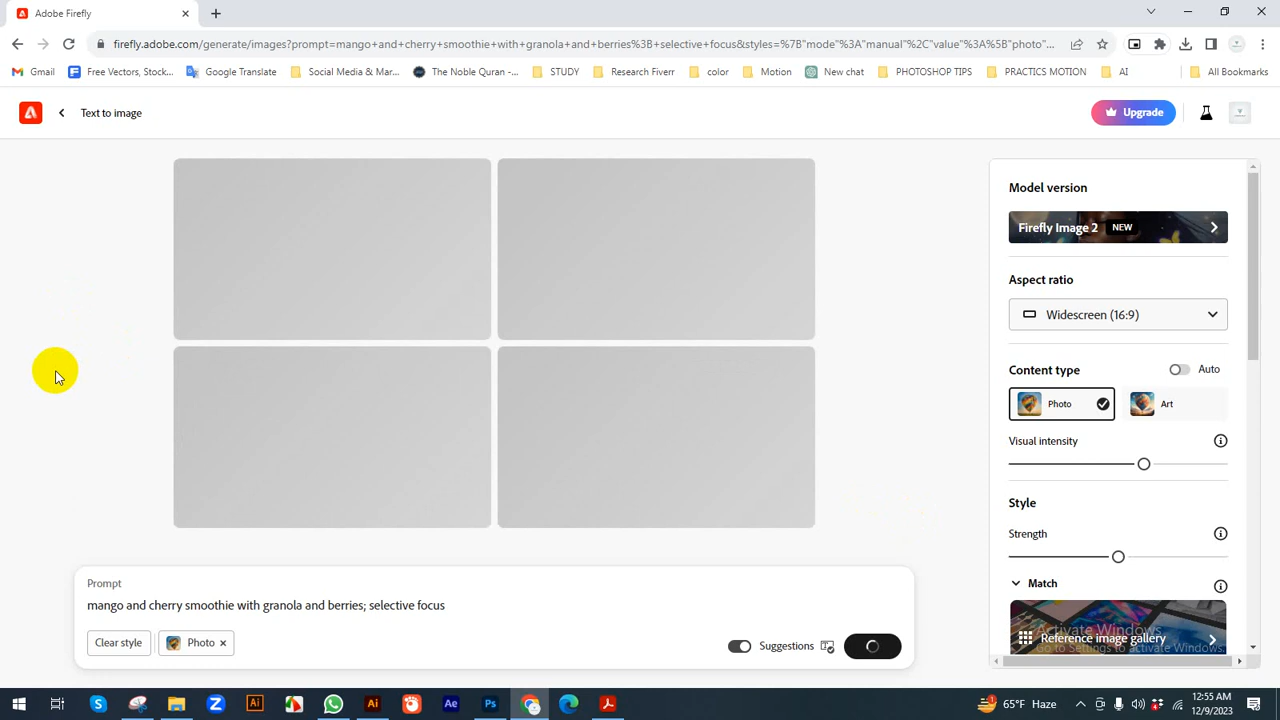 Adobe Firefly
firefly.adobe.com/generate/images?prompt=mango+and+cherry+smoothie+with+granola+and+berries%3B+selective+focus&styles=%7B"mode"%3A"manual"%2C"value"%3A%5B"photo"...
Gmail
Free Vectors, Stock...
Google Translate
Social Media & Mar...
The Noble Quran -...
STUDY
Research Fiverr
color
Motion
New chat
PHOTOSHOP TIPS
PRACTICS MOTION
AI
All Bookmarks
Text to image
Upgrade
Model version
Firefly Image 2 NEW
Aspect ratio
Widescreen (16:9)
Content type
Auto
Photo
Art
Visual intensity
Style
Strength
Match
Reference image gallery
Activate Windows
Go to Settings to Activate Windows.
Prompt
mango and cherry smoothie with granola and berries; selective focus
Clear style
Photo ×
Suggestions
65°F Haze
12:55 AM
12/9/2023